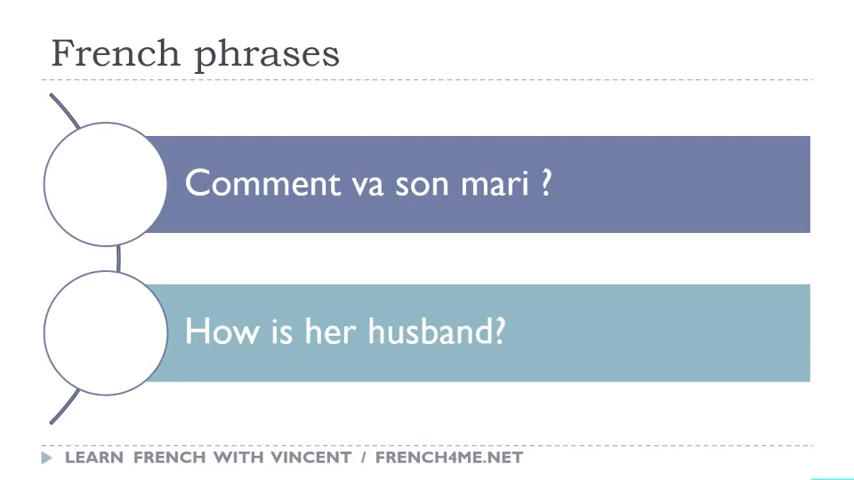 French phrases
Comment va son mari ?
How is her husband?
LEARN FRENCH WITH VINCENT / FRENCH4ME.NET